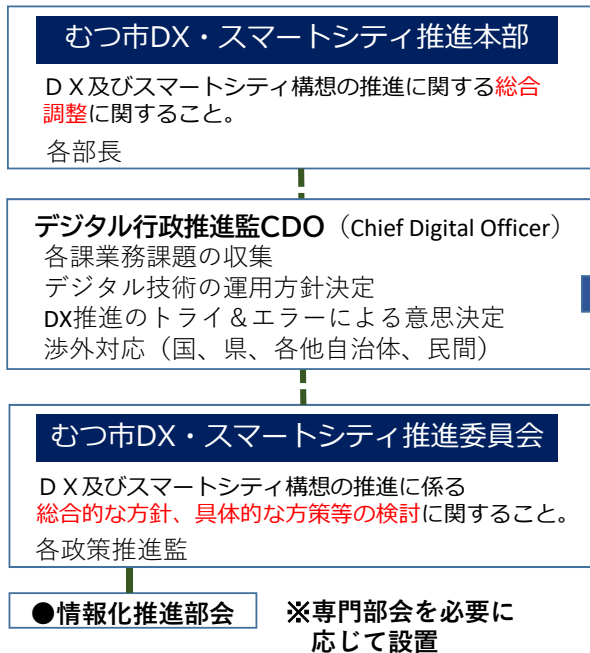 むつ市DX・スマートシティ推進本部
ＤＸ及びスマートシティ構想の推進に関する総合
調整に関すること。
各部長
デジタル行政推進監CDO（Chief Digital Officer）
各課業務課題の収集
デジタル技術の運用方針決定
DX推進のトライ＆エラーによる意思決定
渉外対応（国、県、各他自治体、民間）
むつ市DX・スマートシティ推進委員会
ＤＸ及びスマートシティ構想の推進に係る
総合的な方針、具体的な方策等の検討に関すること。
各政策推進監
●情報化推進部会
※専門部会を必要に
応じて設置